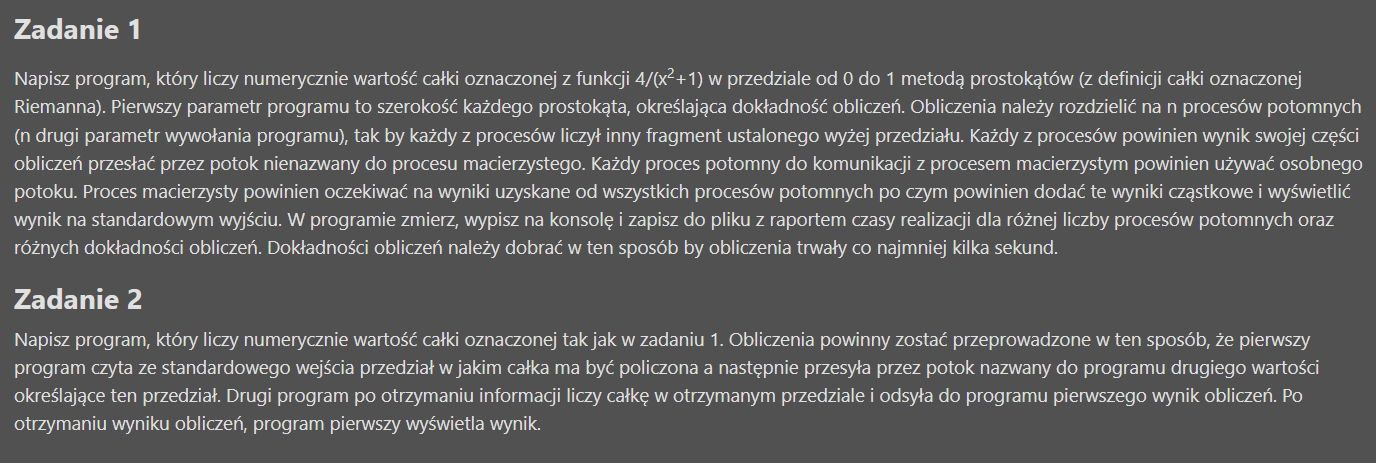 Zadanie 1
Napisz program, który liczy numerycznie wartość całki oznaczonej z funkcji 4/(x²+1) w przedziale od 0 do 1 metodą prostokątów (z definicji całki oznaczonej
Riemanna). Pierwszy parametr programu to szerokość każdego prostokąta, określająca dokładność obliczeń. Obliczenia należy rozdzielić na n procesów potomnych
(n drugi parametr wywołania programu), tak by każdy z procesów liczył inny fragment ustalonego wyżej przedziału. Każdy z procesów powinien wynik swojej części
obliczeń przesłać przez potok nienazwany do procesu macierzystego. Każdy proces potomny do komunikacji z procesem macierzystym powinien używać osobnego
potoku. Proces macierzysty powinien oczekiwać na wyniki uzyskane od wszystkich procesów potomnych po czym powinien dodać te wyniki cząstkowe i wyświetlić
wynik na standardowym wyjściu. W programie zmierz, wypisz na konsolę i zapisz do pliku z raportem czasy realizacji dla różnej liczby procesów potomnych oraz
różnych dokładności obliczeń. Dokładności obliczeń należy dobrać w ten sposób by obliczenia trwały co najmniej kilka sekund.
Zadanie 2
Napisz program, który liczy numerycznie wartość całki oznaczonej tak jak w zadaniu 1. Obliczenia powinny zostać przeprowadzone w ten sposób, że pierwszy
program czyta ze standardowego wejścia przedział w jakim całka ma być policzona a następnie przesyła przez potok nazwany do programu drugiego wartości
określające ten przedział. Drugi program po otrzymaniu informacji liczy całkę w otrzymanym przedziale i odsyła do programu pierwszego wynik obliczeń. Po
otrzymaniu wyniku obliczeń, program pierwszy wyświetla wynik.